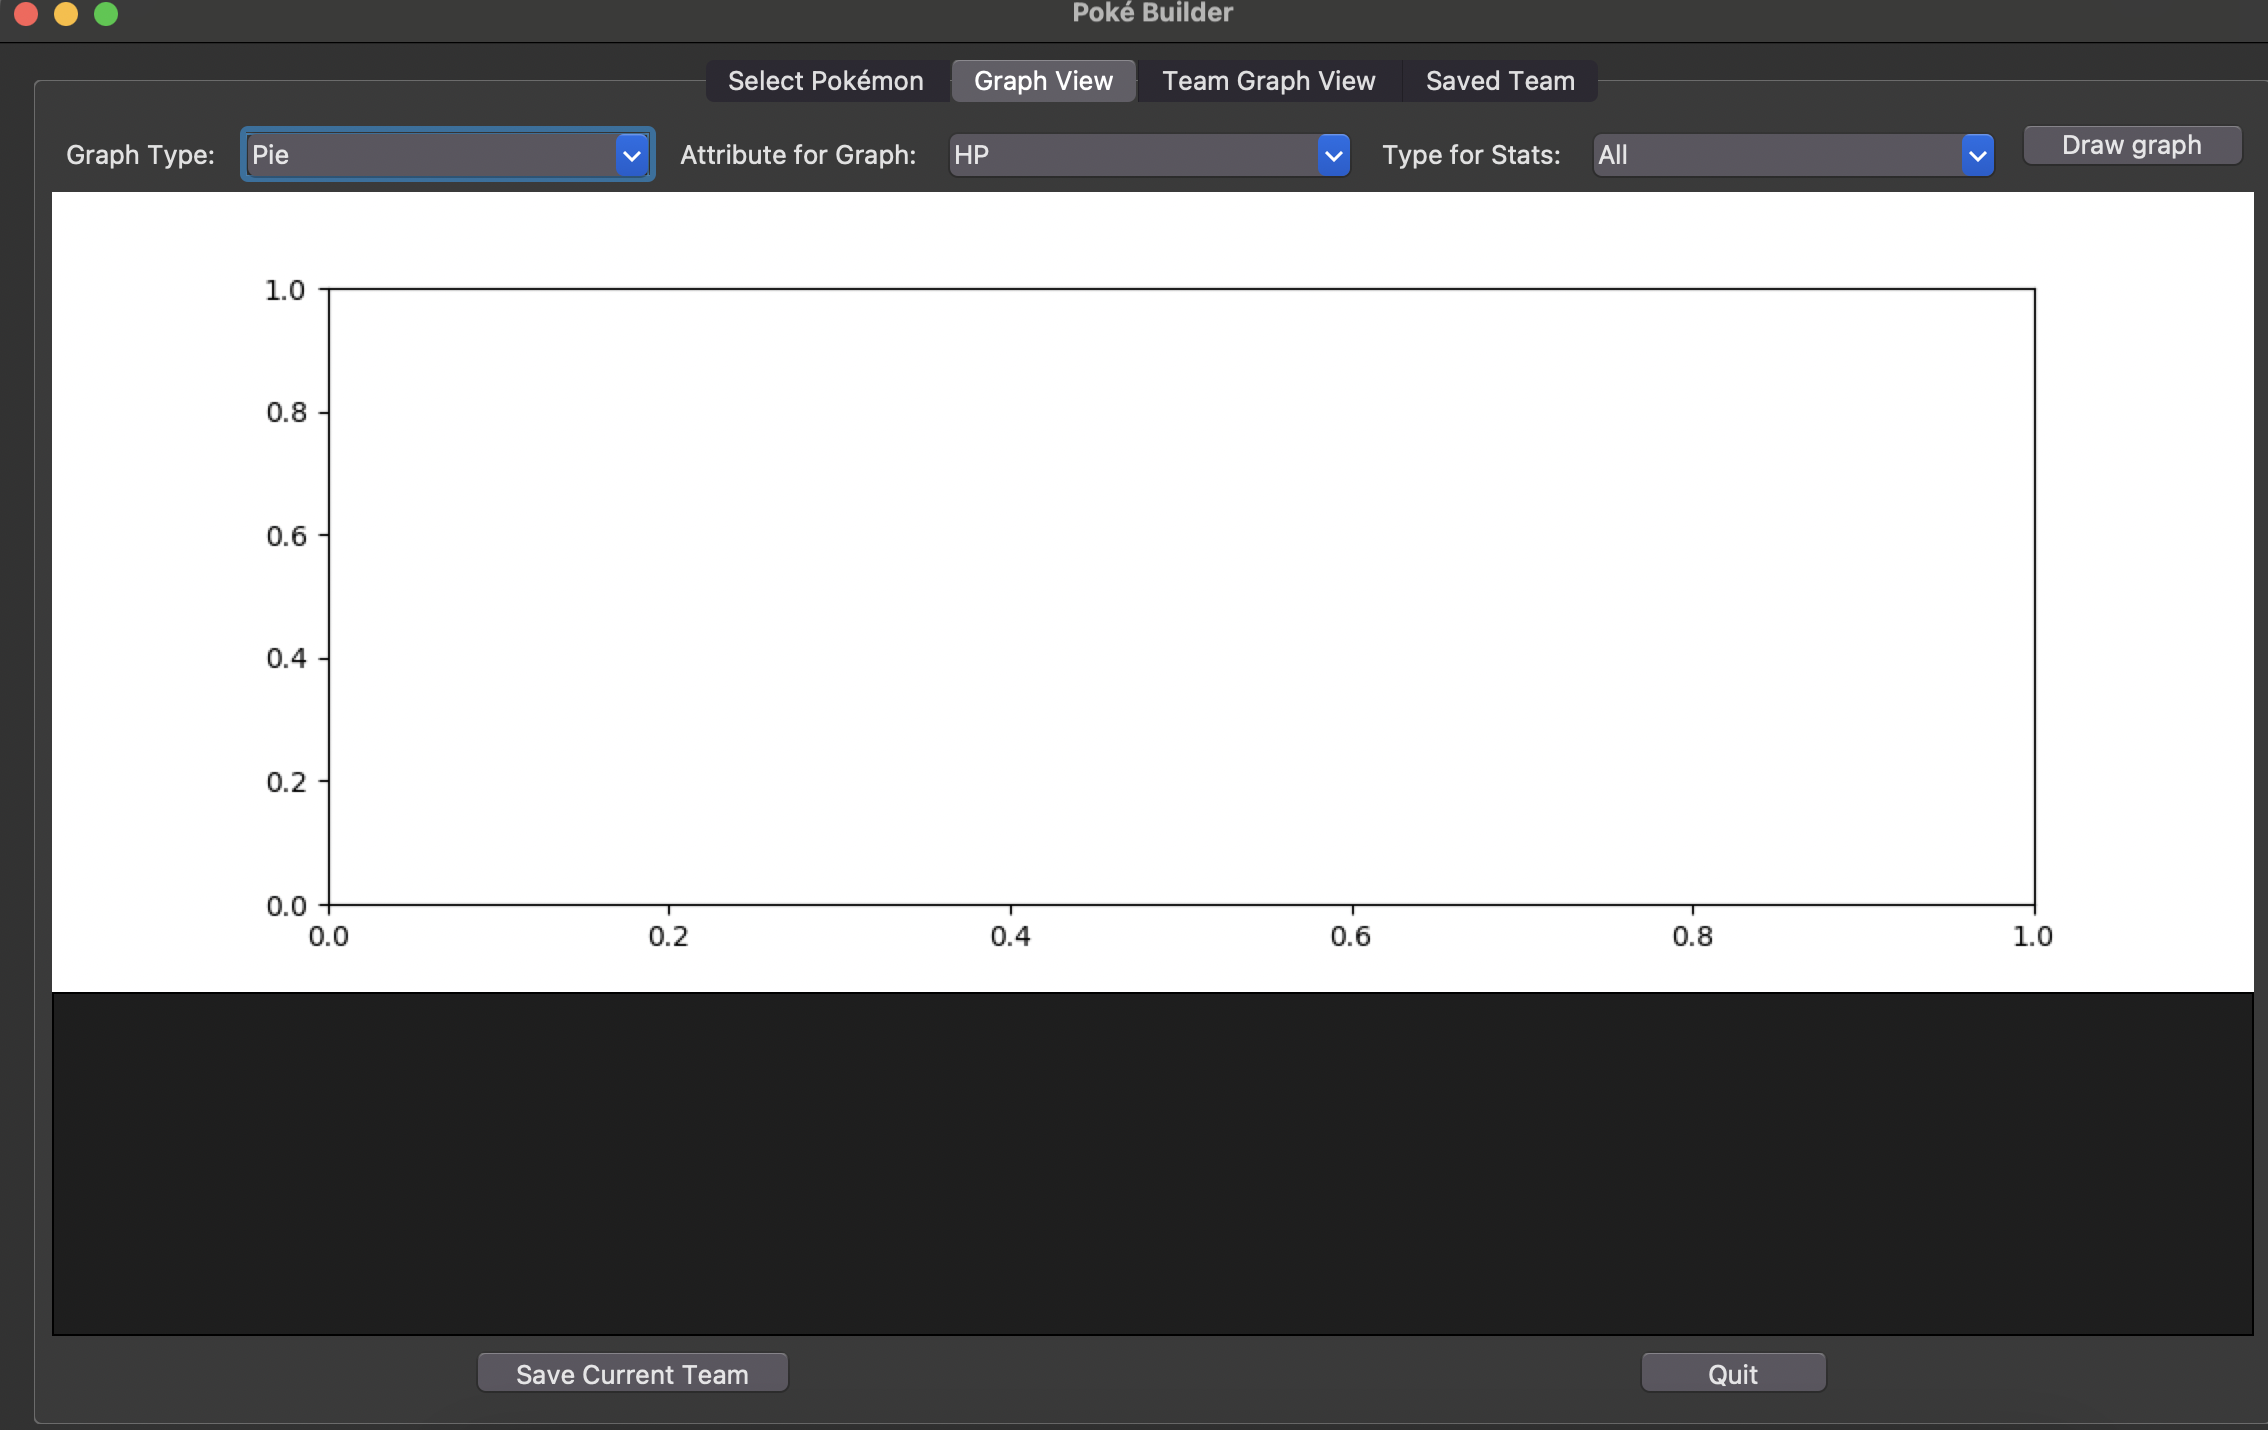 Poké Builder
Select Pokémon Graph View Team Graph View Saved Team
Graph Type: Pie Attribute for Graph: HP Type for Stats: All Draw graph
1.0
0.8
0.6
0.4
0.2
0.0
0.0 0.2 0.4 0.6 0.8 1.0
Save Current Team Quit